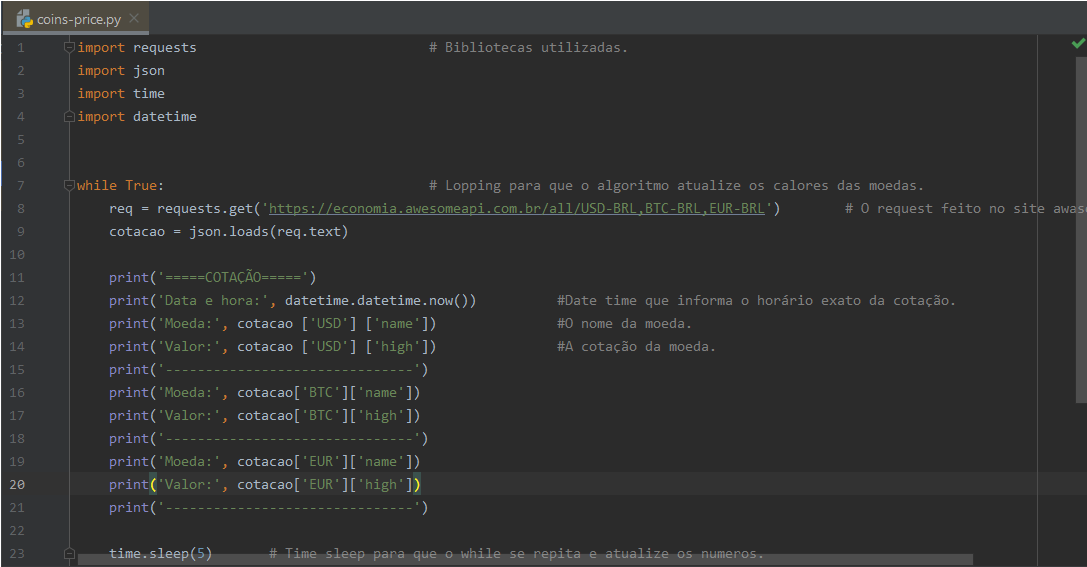 coins-price.py
1 import requests # Bibliotecas utilizadas.
2 import json
3 import time
4 import datetime
5
6
7 while True: # Lopping para que o algoritmo atualize os calores das moedas.
8 req = requests.get('https://economia.awesomeapi.com.br/all/USD-BRL,BTC-BRL,EUR-BRL') # O request feito no site
9 cotacao = json.loads(req.text)
10
11 print('=====COTAÇÃO=====')
12 print('Data e hora:', datetime.datetime.now()) #Date time que informa o horário exato da cotação.
13 print('Moeda:', cotacao ['USD'] ['name']) #O nome da moeda.
14 print('Valor:', cotacao ['USD'] ['high']) #A cotação da moeda.
15 print('-------------------------------')
16 print('Moeda:', cotacao['BTC']['name'])
17 print('Valor:', cotacao['BTC']['high'])
18 print('-------------------------------')
19 print('Moeda:', cotacao['EUR']['name'])
20 print('Valor:', cotacao['EUR']['high'])
21 print('-------------------------------')
22
23 time.sleep(5) # Time sleep para que o while se repita e atualize os numeros.